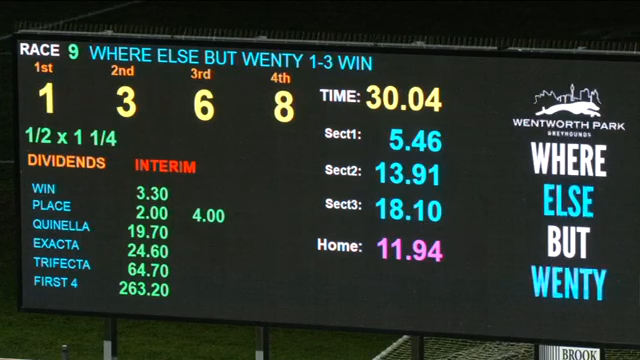 RACE 9 WHERE ELSE BUT WENTY 1-3 WIN
1st 2nd 3rd 4th
1 3 6 8
1/2 x 1 1/4
DIVIDENDS INTERIM
WIN 3.30
PLACE 2.00 4.00
QUINELLA 19.70
EXACTA 24.60
TRIFECTA 64.70
FIRST 4 263.20
TIME: 30.04
Sect1: 5.46
Sect2: 13.91
Sect3: 18.10
Home: 11.94
WENTWORTH PARK
GREYHOUNDS
WHERE
ELSE
BUT
WENTY
BROOK